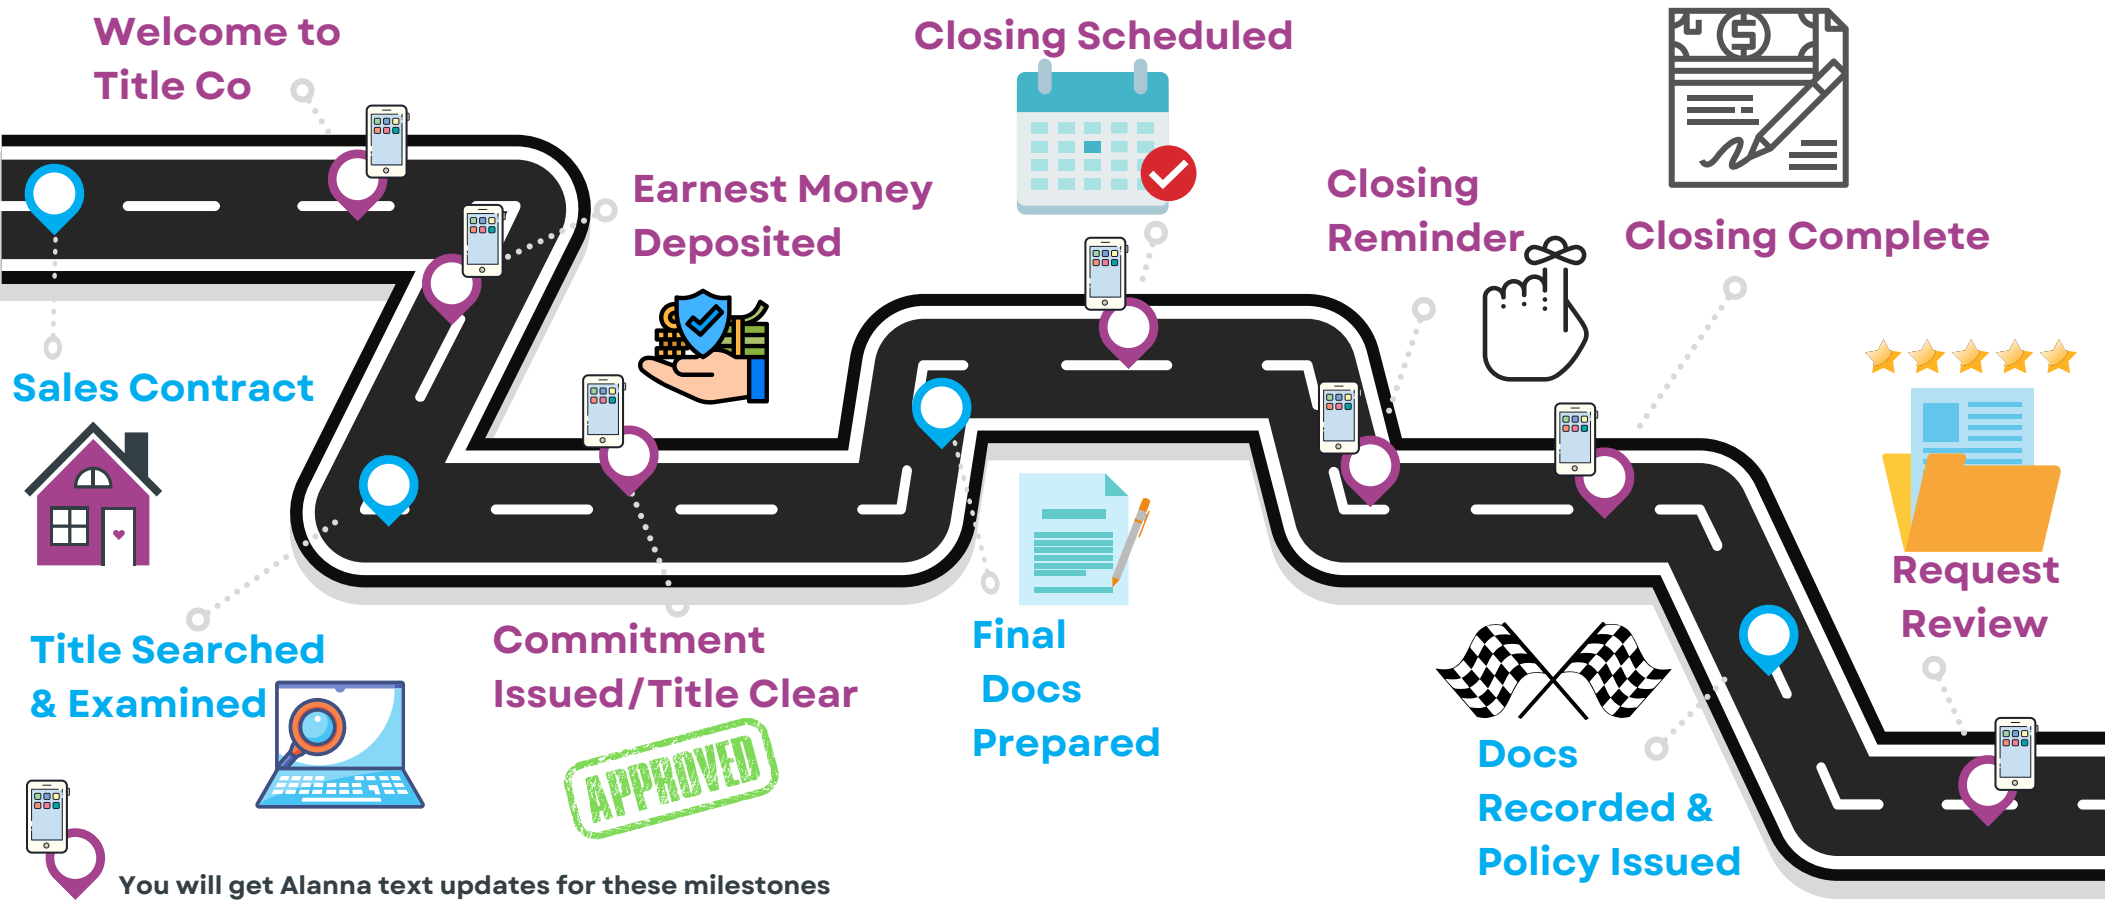 Welcome to
Title Co
Closing Scheduled
Earnest Money
Deposited
Closing
Reminder
Closing Complete
Sales Contract
Title Searched
& Examined
Commitment
Issued/Title Clear
APPROVED
Final
Docs
Prepared
Request
Review
Docs
Recorded &
Policy Issued
You will get Alanna text updates for these milestones